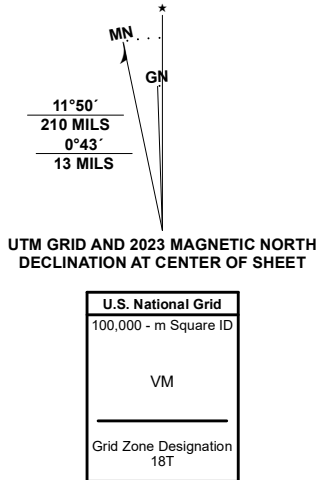 MN
GN
11°50´
210 MILS
0°43´
13 MILS
UTM GRID AND 2023 MAGNETIC NORTH
DECLINATION AT CENTER OF SHEET
U.S. National Grid
100,000 - m Square ID
VM
Grid Zone Designation
18T